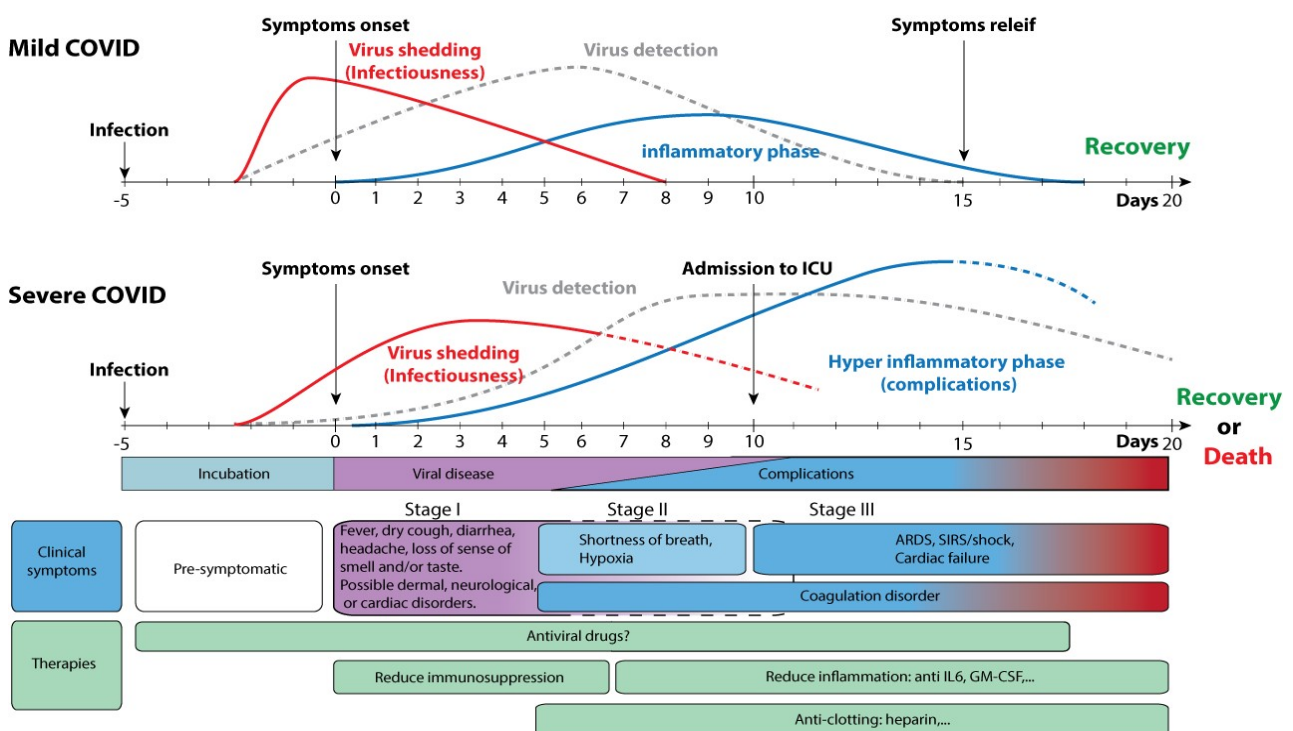 Mild COVID
Symptoms onset
Symptoms releif
Virus shedding
(Infectiousness)
Virus detection
Infection
inflammatory phase
Recovery
-5 0 1 2 3 4 5 6 7 8 9 10 15 Days 20
Severe COVID
Symptoms onset
Admission to ICU
Virus detection
Virus shedding
(Infectiousness)
Infection
Hyper inflammatory phase
(complications)
Recovery
or
Death
-5 0 1 2 3 4 5 6 7 8 9 10 15 Days 20
Incubation
Viral disease
Complications
Stage I
Stage II
Stage III
Clinical
symptoms
Pre-symptomatic
Fever, dry cough, diarrhea,
headache, loss of sense of
smell and/or taste.
Possible dermal, neurological,
or cardiac disorders.
Shortness of breath,
Hypoxia
ARDS, SIRS/shock,
Cardiac failure
Coagulation disorder
Therapies
Antiviral drugs?
Reduce immunosuppression
Reduce inflammation: anti IL6, GM-CSF,...
Anti-clotting: heparin,...